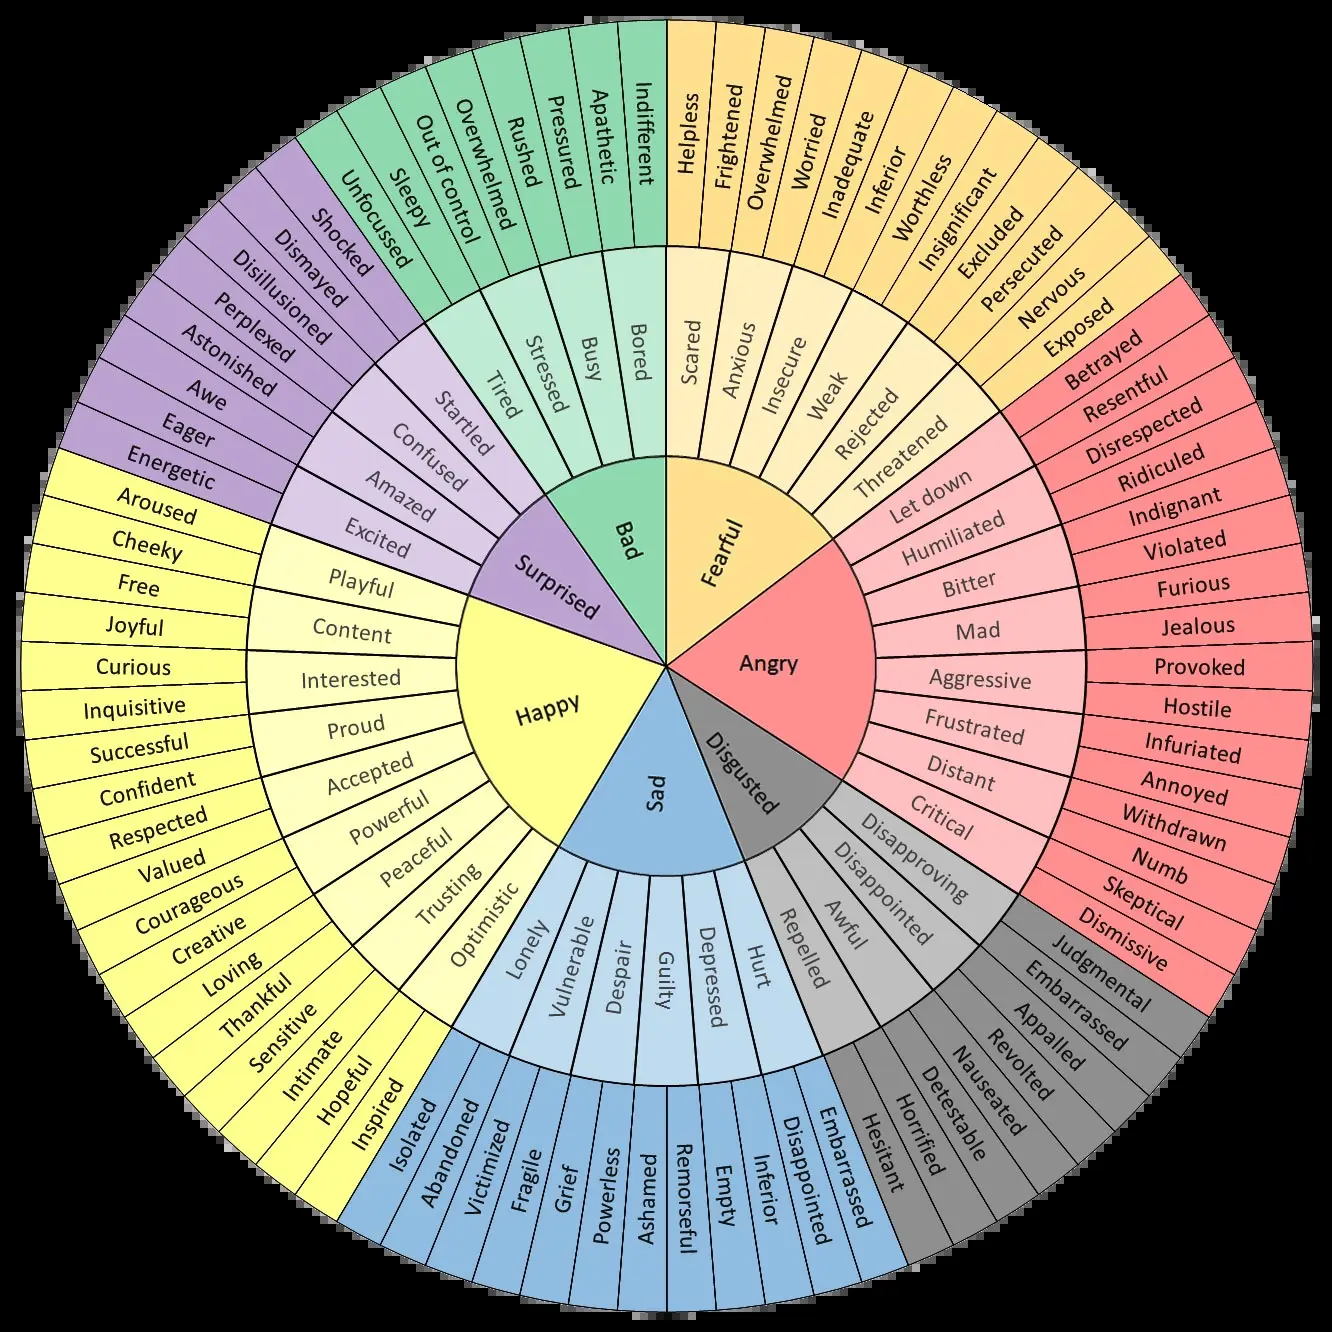 Fearful
Angry
Disgusted
Sad
Happy
Surprised
Bad
Scared
Anxious
Insecure
Weak
Rejected
Threatened
Let down
Humiliated
Bitter
Mad
Aggressive
Frustrated
Distant
Critical
Disapproving
Disappointed
Awful
Repelled
Hurt
Depressed
Guilty
Despair
Vulnerable
Lonely
Optimistic
Trusting
Peaceful
Powerful
Accepted
Proud
Interested
Content
Playful
Excited
Amazed
Confused
Startled
Tired
Stressed
Busy
Bored
Helpless
Frightened
Overwhelmed
Worried
Inadequate
Inferior
Worthless
Insignificant
Excluded
Persecuted
Nervous
Exposed
Betrayed
Resentful
Disrespected
Ridiculed
Indignant
Violated
Furious
Jealous
Provoked
Hostile
Infuriated
Annoyed
Withdrawn
Numb
Skeptical
Dismissive
Judgmental
Embarrassed
Appalled
Revolted
Nauseated
Detestable
Horrified
Hesitant
Embarrassed
Disappointed
Inferior
Empty
Remorseful
Ashamed
Powerless
Grief
Fragile
Victimized
Abandoned
Isolated
Inspired
Hopeful
Intimate
Sensitive
Thankful
Loving
Creative
Courageous
Valued
Respected
Confident
Successful
Inquisitive
Curious
Joyful
Free
Cheeky
Aroused
Energetic
Eager
Awe
Astonished
Perplexed
Disillusioned
Dismayed
Shocked
Unfocussed
Sleepy
Out of control
Overwhelmed
Rushed
Pressured
Apathetic
Indifferent